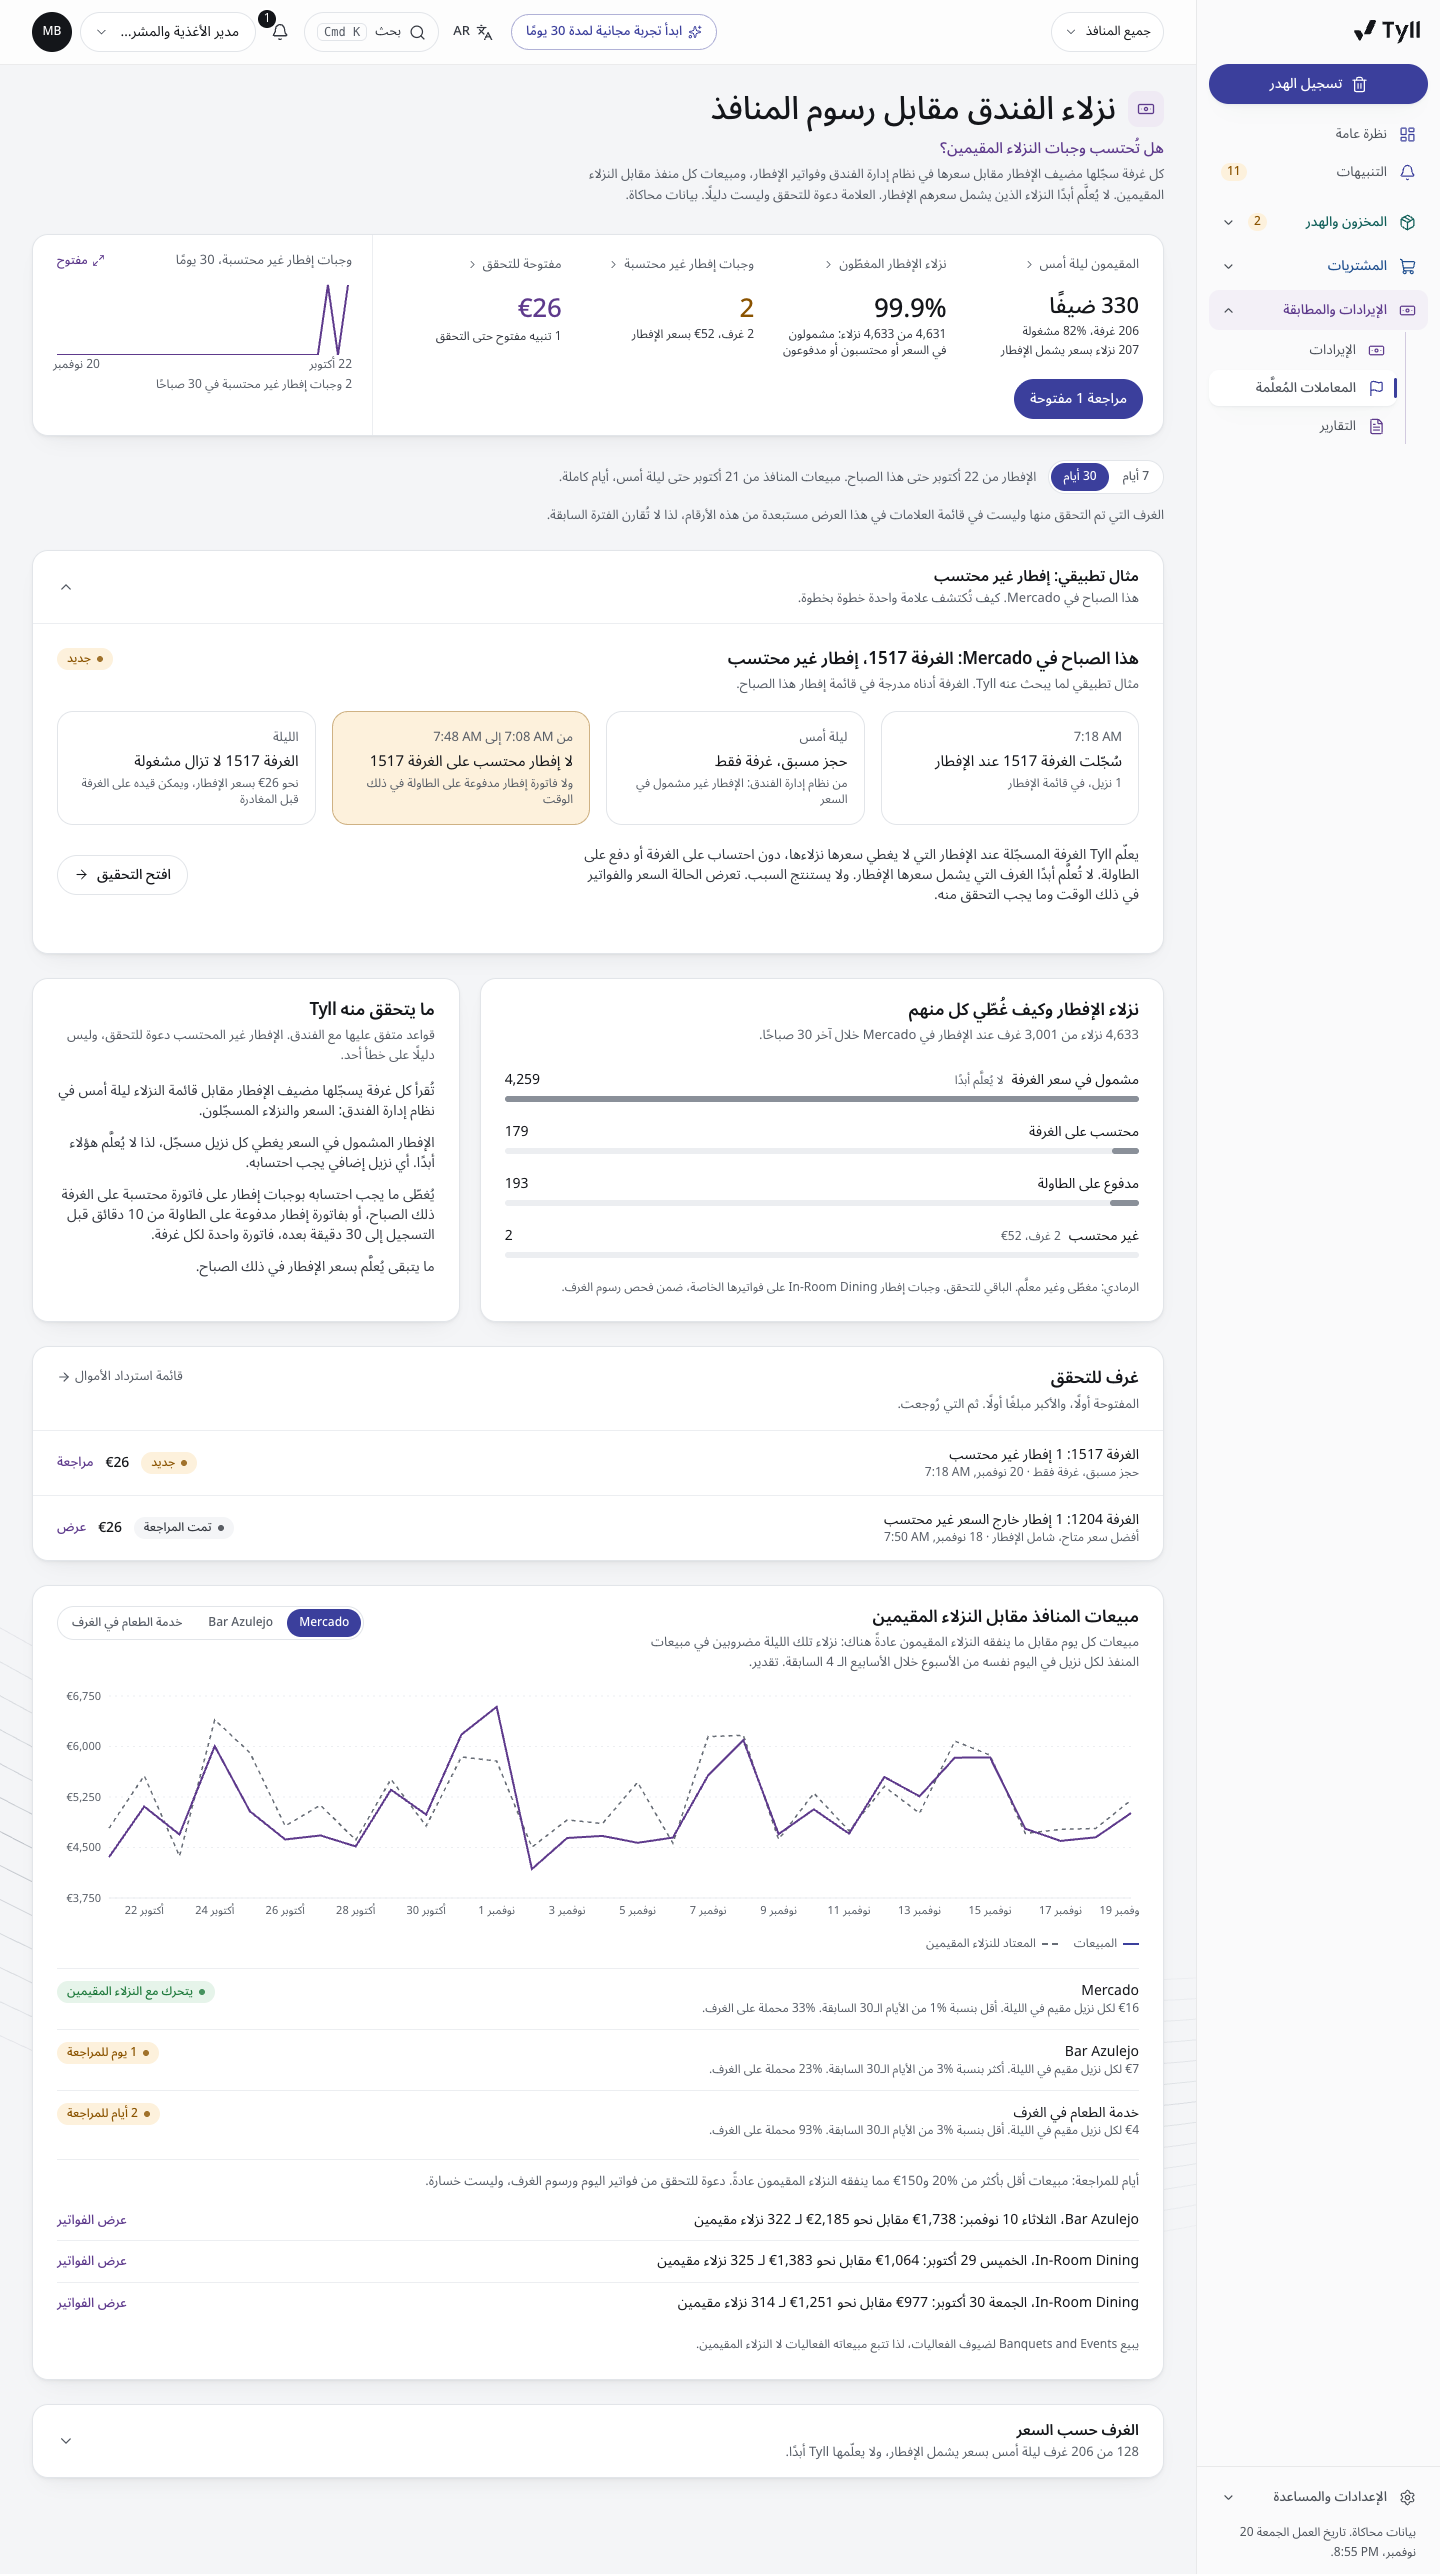 Tyll
تسجيل الهدر
نظرة عامة
التنبيهات
11
المخزون والهدر
2
المشتريات
الإيرادات والمطابقة
الإيرادات
المعاملات المُعلَّمة
التقارير
الإعدادات والمساعدة
بيانات محاكاة. تاريخ العمل الجمعة 20
نوفمبر، 8:55 PM.
جميع المنافذ
ابدأ تجربة مجانية لمدة 30 يومًا
AR
بحث
Cmd K
1
مدير الأغذية والمشر...
MB
نزلاء الفندق مقابل رسوم المنافذ
هل تُحتسب وجبات النزلاء المقيمين؟
كل غرفة سجّلها مضيف الإفطار مقابل سعرها في نظام إدارة الفندق وفواتير الإفطار، ومبيعات كل منفذ مقابل النزلاء
المقيمين. لا يُعلَّم أبدًا النزلاء الذين يشمل سعرهم الإفطار. العلامة دعوة للتحقق وليست دليلًا. بيانات محاكاة.
المقيمون ليلة أمس
330 ضيفًا
206 غرفة، 82% مشغولة
207 نزلاء بسعر يشمل الإفطار
نزلاء الإفطار المغطّون
99.9%
4,631 من 4,633 نزلاء: مشمولون
في السعر أو محتسبون أو مدفوعون
وجبات إفطار غير محتسبة
2
2 غرف، €52 بسعر الإفطار
مفتوحة للتحقق
€26
1 تنبيه مفتوح حتى التحقق
مراجعة 1 مفتوحة
وجبات إفطار غير محتسبة، 30 يومًا
مفتوح
22 أكتوبر
20 نوفمبر
2 وجبات إفطار غير محتسبة في 30 صباحًا
7 أيام
30 أيام
الإفطار من 22 أكتوبر حتى هذا الصباح. مبيعات المنافذ من 21 أكتوبر حتى ليلة أمس، أيام كاملة.
الغرف التي تم التحقق منها وليست في قائمة العلامات في هذا العرض مستبعدة من هذه الأرقام، لذا لا تُقارن الفترة السابقة.
مثال تطبيقي: إفطار غير محتسب
هذا الصباح في Mercado. كيف تُكتشف علامة واحدة خطوة بخطوة.
هذا الصباح في Mercado: الغرفة 1517، إفطار غير محتسب
جديد
مثال تطبيقي لما يبحث عنه Tyll. الغرفة أدناه مدرجة في قائمة إفطار هذا الصباح.
7:18 AM
سُجّلت الغرفة 1517 عند الإفطار
1 نزيل، في قائمة الإفطار
ليلة أمس
حجز مسبق، غرفة فقط
من نظام إدارة الفندق: الإفطار غير مشمول في
السعر
من 7:08 AM إلى 7:48 AM
لا إفطار محتسب على الغرفة 1517
ولا فاتورة إفطار مدفوعة على الطاولة في ذلك
الوقت
الليلة
الغرفة 1517 لا تزال مشغولة
نحو €26 بسعر الإفطار، ويمكن قيده على الغرفة
قبل المغادرة
يعلّم Tyll الغرفة المسجّلة عند الإفطار التي لا يغطي سعرها نزلاءها، دون احتساب على الغرفة أو دفع على
الطاولة. لا تُعلَّم أبدًا الغرف التي يشمل سعرها الإفطار. ولا يستنتج السبب. تعرض الحالة السعر والفواتير
في ذلك الوقت وما يجب التحقق منه.
افتح التحقيق
نزلاء الإفطار وكيف غُطّي كل منهم
4,633 نزلاء من 3,001 غرف عند الإفطار في Mercado خلال آخر 30 صباحًا.
مشمول في سعر الغرفة لا يُعلَّم أبدًا
4,259
محتسب على الغرفة
179
مدفوع على الطاولة
193
غير محتسب 2 غرف، €52
2
الرمادي: مغطّى وغير معلَّم. الباقي للتحقق. وجبات إفطار In-Room Dining على فواتيرها الخاصة، ضمن فحص رسوم الغرف.
ما يتحقق منه Tyll
قواعد متفق عليها مع الفندق. الإفطار غير المحتسب دعوة للتحقق، وليس
دليلًا على خطأ أحد.
تُقرأ كل غرفة يسجّلها مضيف الإفطار مقابل قائمة النزلاء ليلة أمس في
نظام إدارة الفندق: السعر والنزلاء المسجّلون.
الإفطار المشمول في السعر يغطي كل نزيل مسجّل، لذا لا يُعلَّم هؤلاء
أبدًا. أي نزيل إضافي يجب احتسابه.
يُغطّى ما يجب احتسابه بوجبات إفطار على فاتورة محتسبة على الغرفة
ذلك الصباح، أو بفاتورة إفطار مدفوعة على الطاولة من 10 دقائق قبل
التسجيل إلى 30 دقيقة بعده، فاتورة واحدة لكل غرفة.
ما يتبقى يُعلَّم بسعر الإفطار في ذلك الصباح.
غرف للتحقق
قائمة استرداد الأموال
المفتوحة أولًا، والأكبر مبلغًا أولًا. ثم التي رُوجعت.
الغرفة 1517: 1 إفطار غير محتسب
حجز مسبق، غرفة فقط · 20 نوفمبر, 7:18 AM
جديد
€26
مراجعة
الغرفة 1204: 1 إفطار خارج السعر غير محتسب
أفضل سعر متاح، شامل الإفطار · 18 نوفمبر, 7:50 AM
تمت المراجعة
€26
عرض
مبيعات المنافذ مقابل النزلاء المقيمين
مبيعات كل يوم مقابل ما ينفقه النزلاء المقيمون عادةً هناك: نزلاء تلك الليلة مضروبين في مبيعات
المنفذ لكل نزيل في اليوم نفسه من الأسبوع خلال الأسابيع الـ 4 السابقة. تقدير.
Mercado
Bar Azulejo
خدمة الطعام في الغرف
€6,750
€6,000
€5,250
€4,500
€3,750
22 أكتوبر
24 أكتوبر
26 أكتوبر
28 أكتوبر
30 أكتوبر
1 نوفمبر
3 نوفمبر
5 نوفمبر
7 نوفمبر
9 نوفمبر
11 نوفمبر
13 نوفمبر
15 نوفمبر
17 نوفمبر
19 وفمبر
المبيعات
المعتاد للنزلاء المقيمين
Mercado
€16 لكل نزيل مقيم في الليلة. أقل بنسبة 1% من الأيام الـ30 السابقة. 33% محملة على الغرف.
يتحرك مع النزلاء المقيمين
Bar Azulejo
€7 لكل نزيل مقيم في الليلة. أكثر بنسبة 3% من الأيام الـ30 السابقة. 23% محملة على الغرف.
1 يوم للمراجعة
خدمة الطعام في الغرف
€4 لكل نزيل مقيم في الليلة. أقل بنسبة 3% من الأيام الـ30 السابقة. 93% محملة على الغرف.
2 أيام للمراجعة
أيام للمراجعة: مبيعات أقل بأكثر من 20% و€150 مما ينفقه النزلاء المقيمون عادةً. دعوة للتحقق من فواتير اليوم ورسوم الغرف، وليست خسارة.
Bar Azulejo، الثلاثاء 10 نوفمبر: €1,738 مقابل نحو €2,185 لـ 322 نزلاء مقيمين
عرض الفواتير
In-Room Dining، الخميس 29 أكتوبر: €1,064 مقابل نحو €1,383 لـ 325 نزلاء مقيمين
عرض الفواتير
In-Room Dining، الجمعة 30 أكتوبر: €977 مقابل نحو €1,251 لـ 314 نزلاء مقيمين
عرض الفواتير
يبيع Banquets and Events لضيوف الفعاليات، لذا تتبع مبيعاته الفعاليات لا النزلاء المقيمين.
الغرف حسب السعر
128 من 206 غرف ليلة أمس بسعر يشمل الإفطار، ولا يعلّمها Tyll أبدًا.